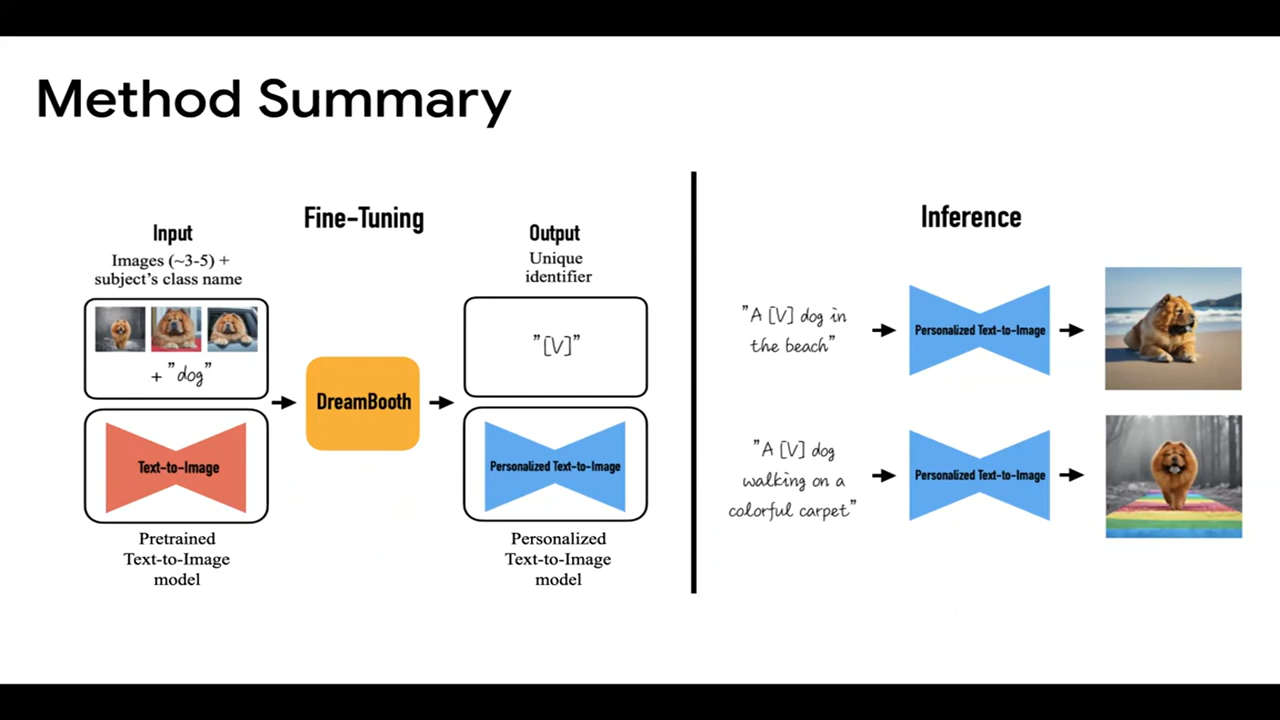 Method Summary
Fine-Tuning
Input
Images (~3-5) +
subject's class name
+ "dog"
Text-to-Image
Pretrained
Text-to-Image
model
DreamBooth
Output
Unique
identifier
"[V]"
Personalized Text-to-Image
Personalized
Text-to-Image
model
Inference
"A [V] dog in
the beach"
Personalized Text-to-Image
"A [V] dog
walking on a
colorful carpet"
Personalized Text-to-Image